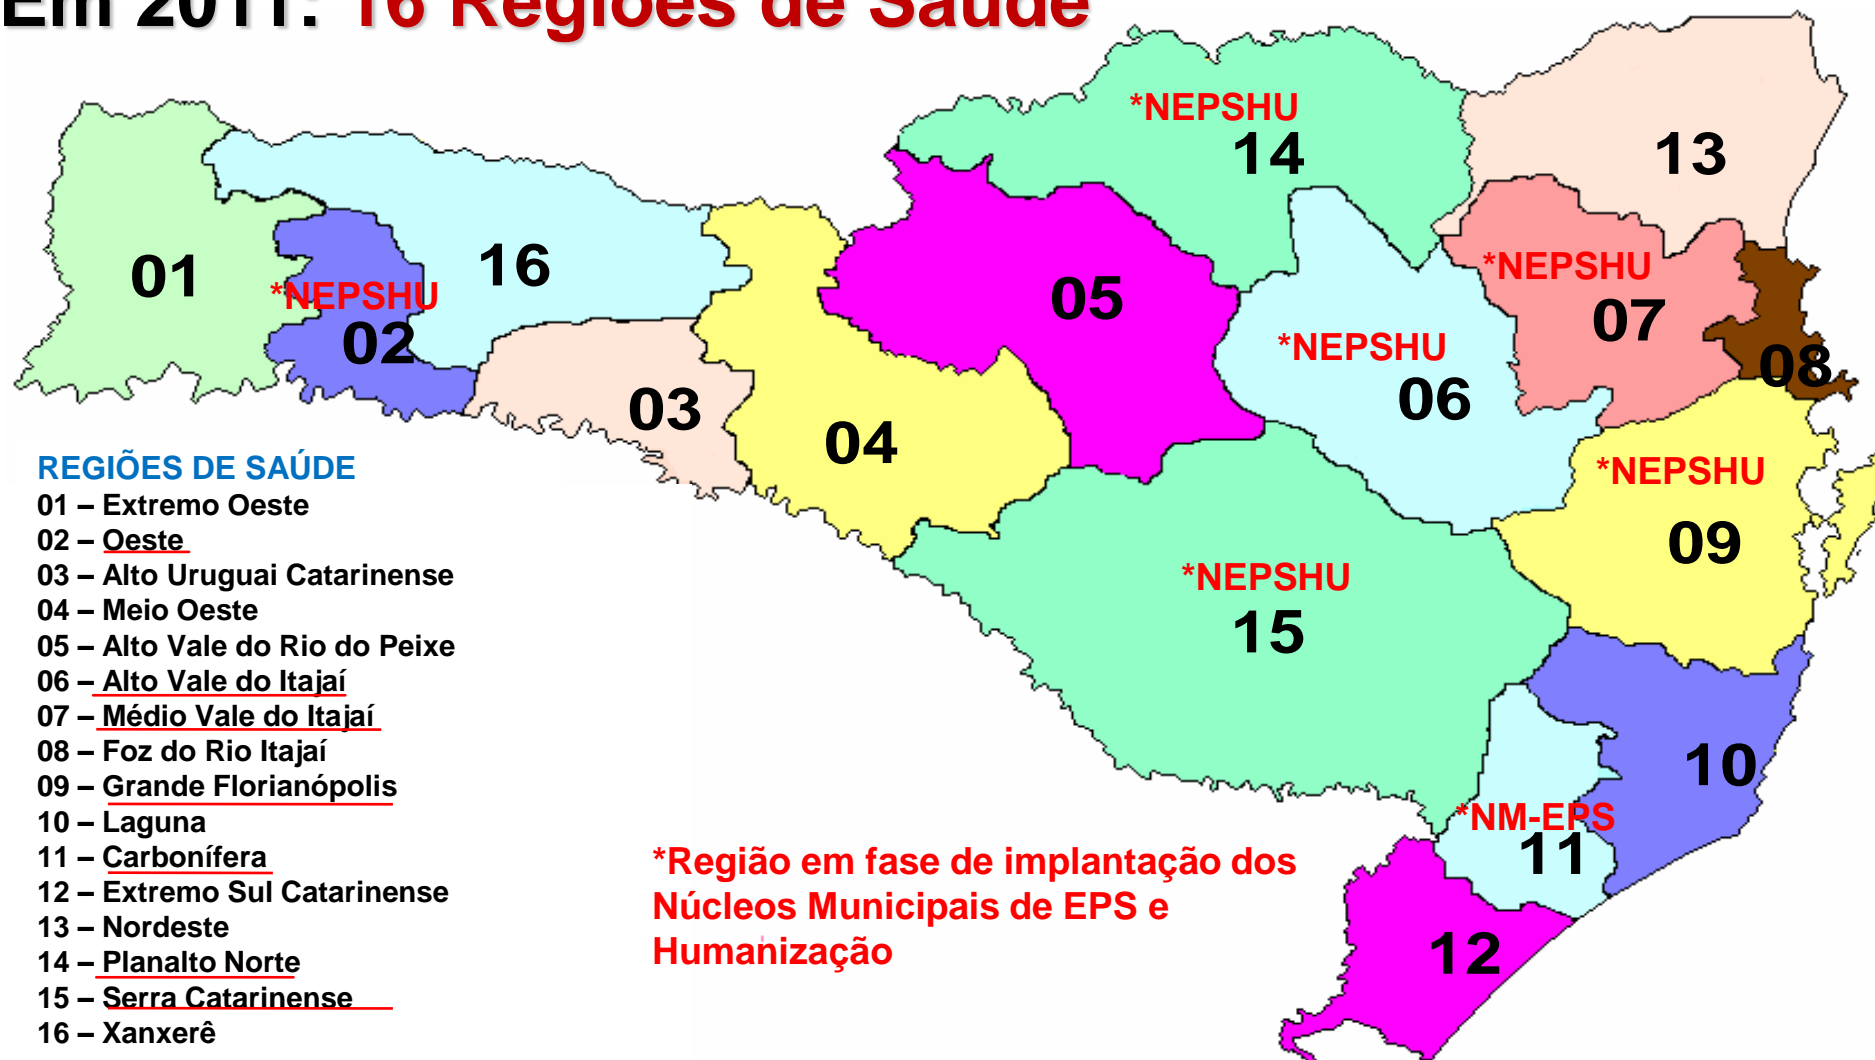 Em 2011: 16 Regiões de Saúde
*NEPSHU
14
13
01
16
*NEPSHU
02
05
*NEPSHU
07
*NEPSHU
06
08
03
04
*NEPSHU
09
*NEPSHU
15
10
*NM-EPS
11
12
REGIÕES DE SAÚDE
01 – Extremo Oeste
02 – Oeste
03 – Alto Uruguai Catarinense
04 – Meio Oeste
05 – Alto Vale do Rio do Peixe
06 – Alto Vale do Itajaí
07 – Médio Vale do Itajaí
08 – Foz do Rio Itajaí
09 – Grande Florianópolis
10 – Laguna
11 – Carbonífera
12 – Extremo Sul Catarinense
13 – Nordeste
14 – Planalto Norte
15 – Serra Catarinense
16 – Xanxerê
*Região em fase de implantação dos
Núcleos Municipais de EPS e
Humanização